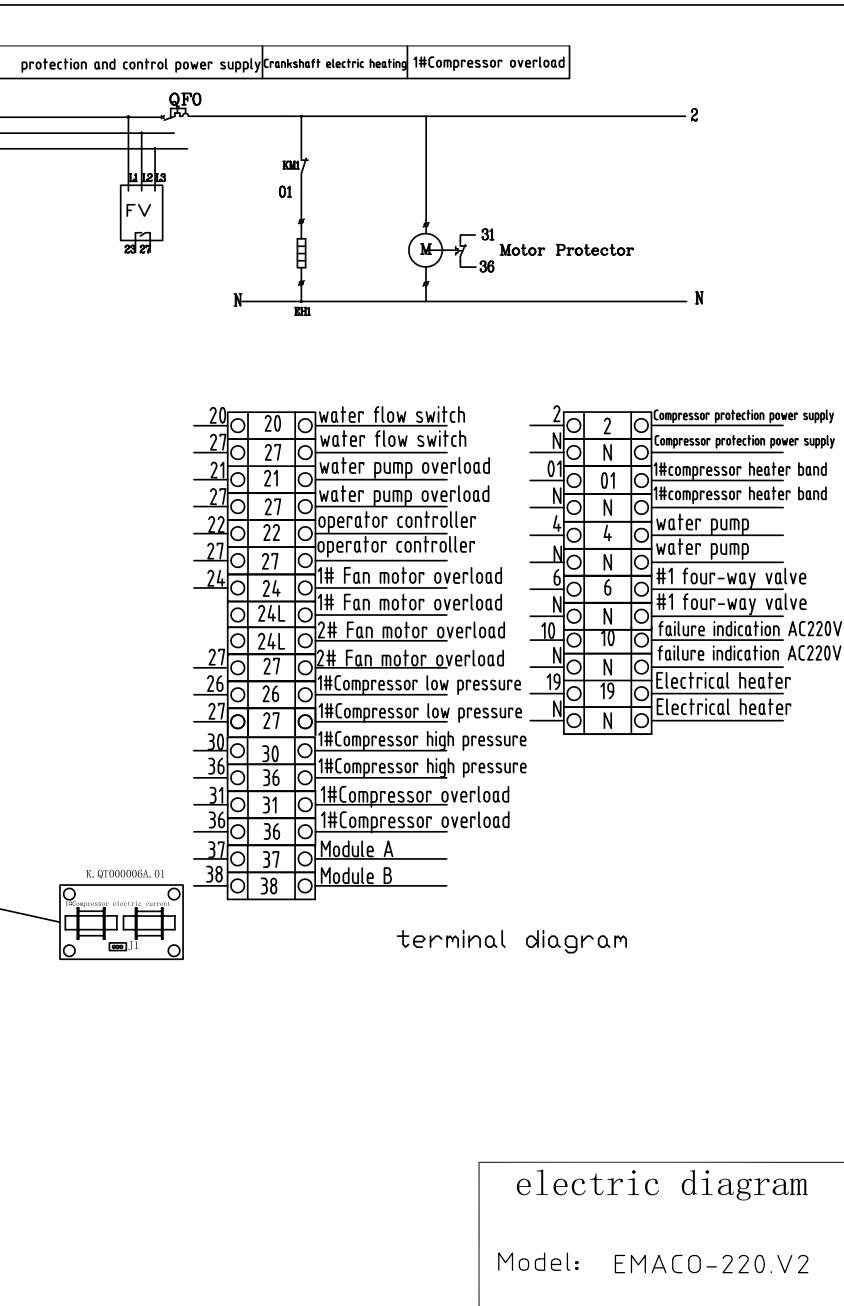 protection and control power supply Crankshaft electric heating 1#Compressor overload
QF0
2
KM1
L1 L2 L3
01
FV
31
M Motor Protector
23 27
36
N N
EH1
20 20 water flow switch
27 27 water flow switch
21 21 water pump overload
27 27 water pump overload
22 22 operator controller
27 27 operator controller
24 24 1# Fan motor overload
24L 1# Fan motor overload
24L 2# Fan motor overload
27 27 2# Fan motor overload
26 26 1#Compressor low pressure
27 27 1#Compressor low pressure
30 30 1#Compressor high pressure
36 36 1#Compressor high pressure
31 31 1#Compressor overload
36 36 1#Compressor overload
37 37 Module A
38 38 Module B
2 2 Compressor protection power supply
N N Compressor protection power supply
01 01 1#compressor heater band
N N 1#compressor heater band
4 4 water pump
N N water pump
6 6 #1 four-way valve
N N #1 four-way valve
10 10 failure indication AC220V
N N failure indication AC220V
19 19 Electrical heater
N N Electrical heater
K.QT000006A.01
1#Compressor electric current
J1
terminal diagram
electric diagram
Model: EMACO-220.V2